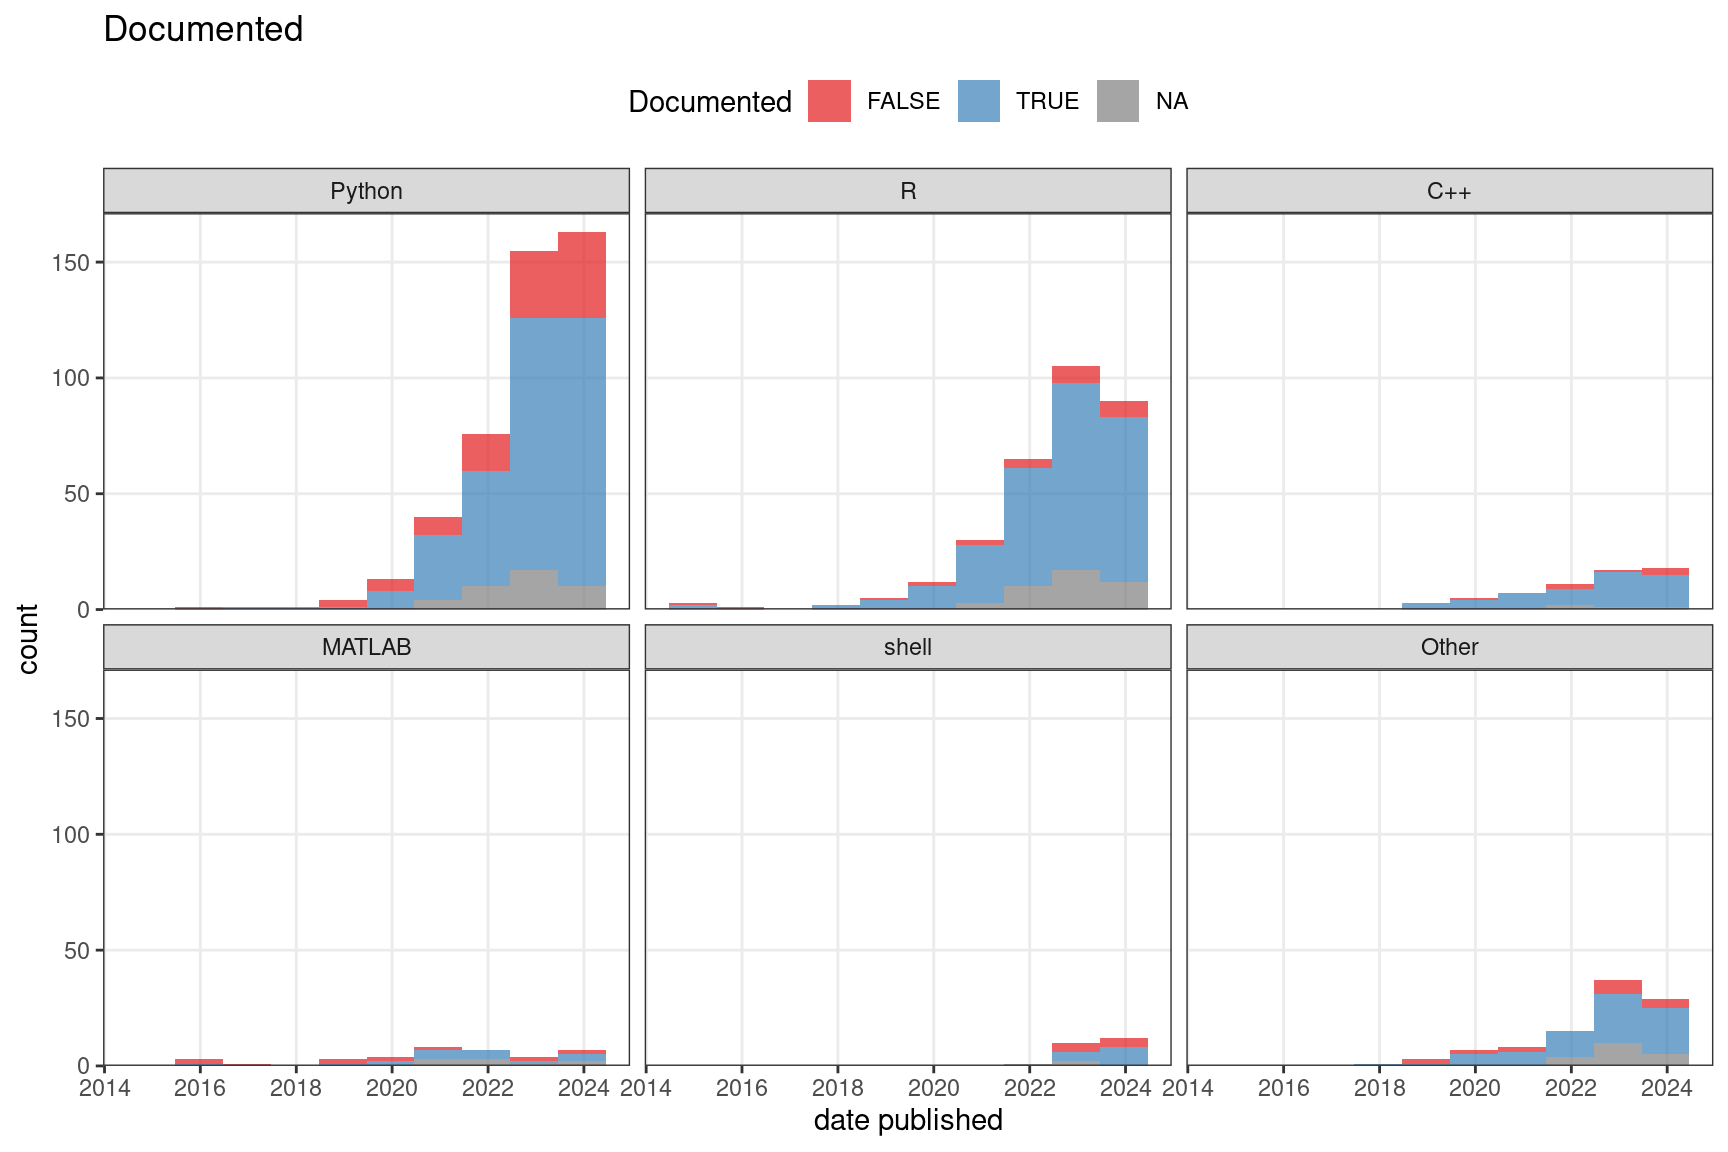 Documented
Documented FALSE TRUE NA
Python R C++
150
100
50
0
count
MATLAB shell Other
150
100
50
0
2014 2016 2018 2020 2022 2024 2014 2016 2018 2020 2022 2024 2014 2016 2018 2020 2022 2024
date published